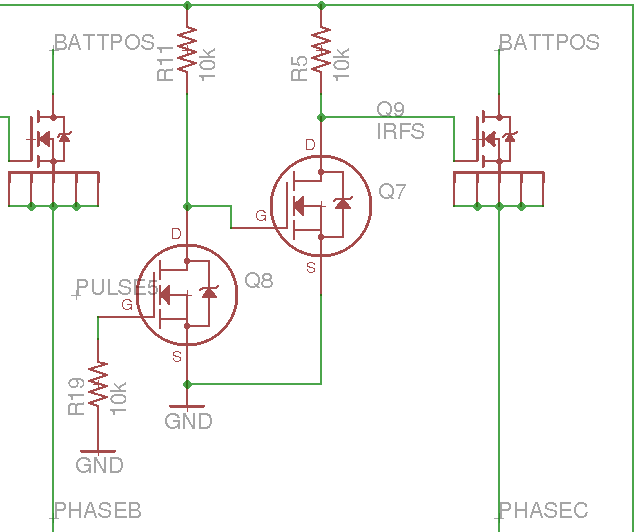 BATTPOS
R11
10k
R5
10k
BATTPOS
Q9
IRFS
D
Q7
G
D
S
PULSE5
Q8
G
S
R19
10k
GND
GND
PHASEB
PHASEC